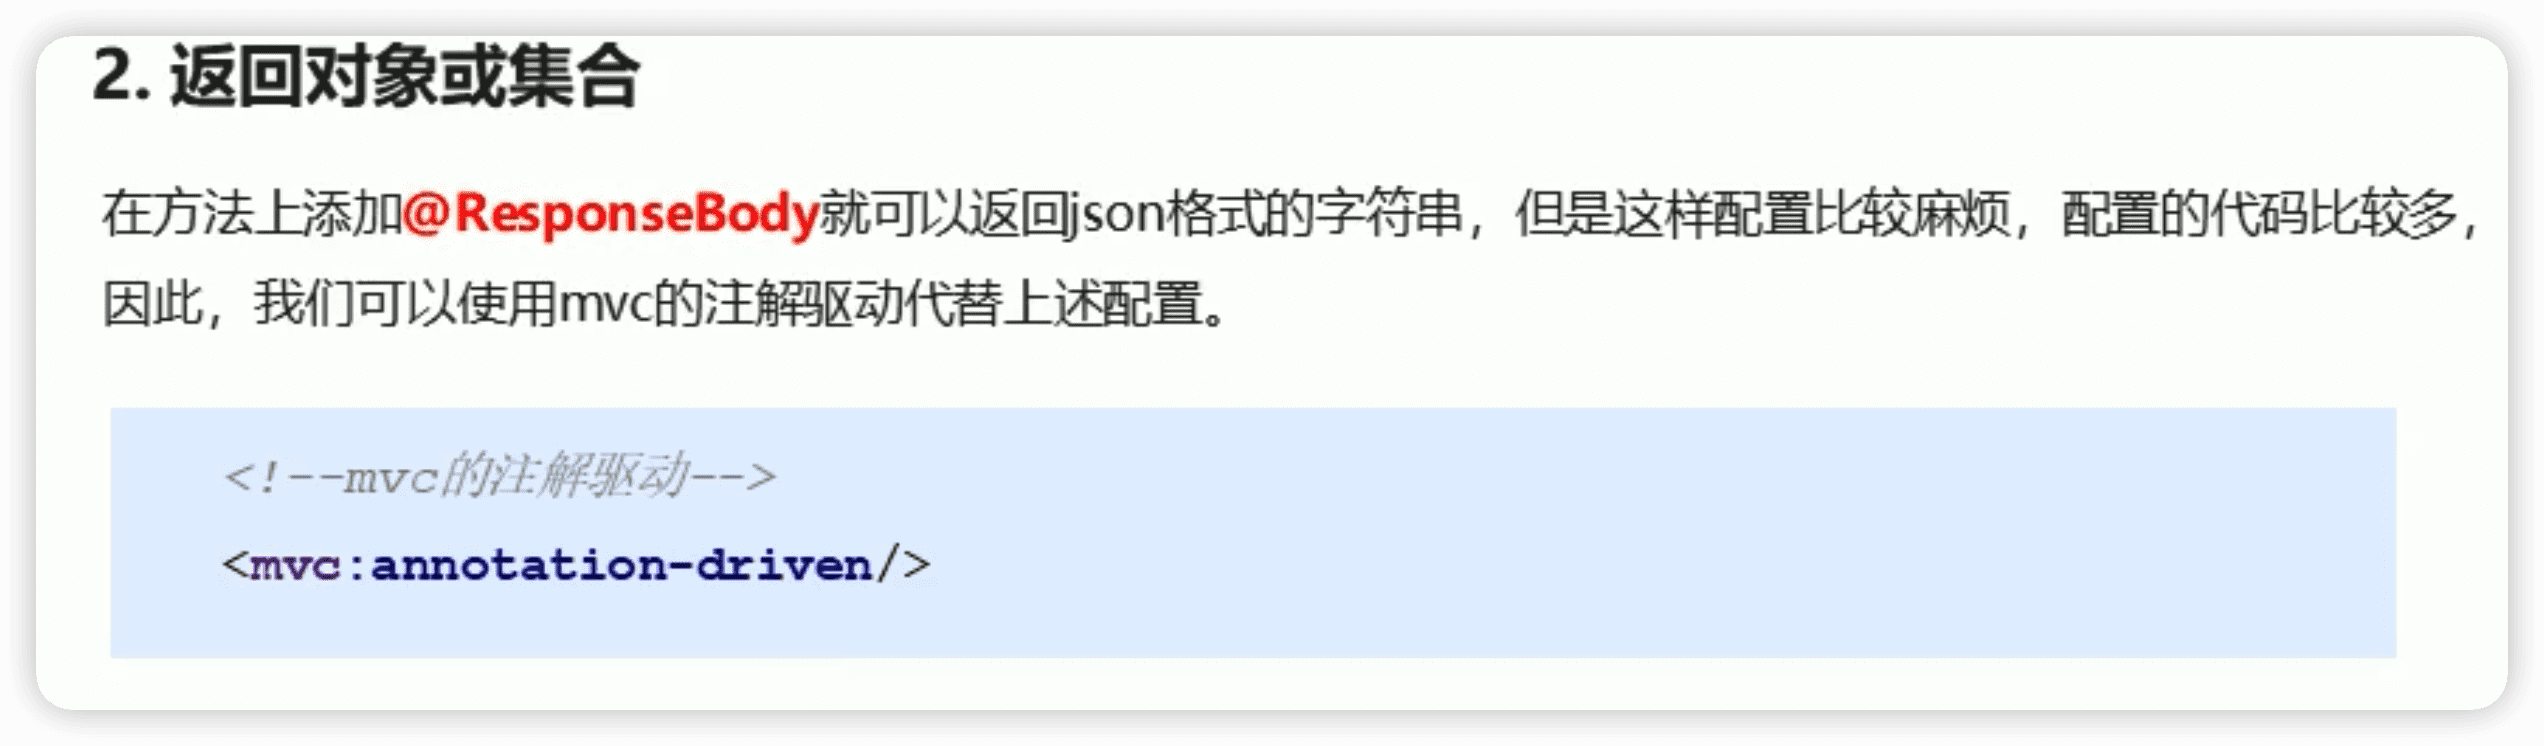 2. 返回对象或集合
在方法上添加@ResponseBody就可以返回json格式的字符串，但是这样配置比较麻烦，配置的代码比较多，
因此，我们可以使用mvc的注解驱动代替上述配置。
<!--mvc的注解驱动-->
<mvc:annotation-driven/>